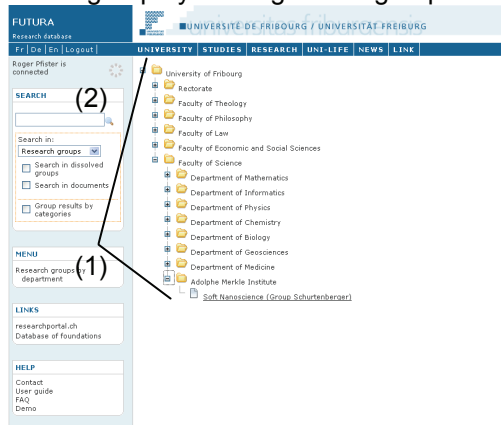 FUTURA
Research database
UNIVERSITÉ DE FRIBOURG / UNIVERSITÄT FREIBURG
Fr | De | En | Logout |
UNIVERSITY | STUDIES | RESEARCH | UNI-LIFE | NEWS | LINK
Roger Pfister is
connected
SEARCH
(2)
Search in:
Research groups
Search in dissolved
groups
Search in documents
Group results by
categories
MENU
(1)
Research groups by
department
LINKS
researchportal.ch
Database of foundations
HELP
Contact
User guide
FAQ
Demo
University of Fribourg
Rectorate
Faculty of Theology
Faculty of Philosophy
Faculty of Law
Faculty of Economic and Social Sciences
Faculty of Science
Department of Mathematics
Department of Informatics
Department of Physics
Department of Chemistry
Department of Biology
Department of Geosciences
Department of Medicine
Adolphe Merkle Institute
Soft Nanoscience (Group Schurtenberger)